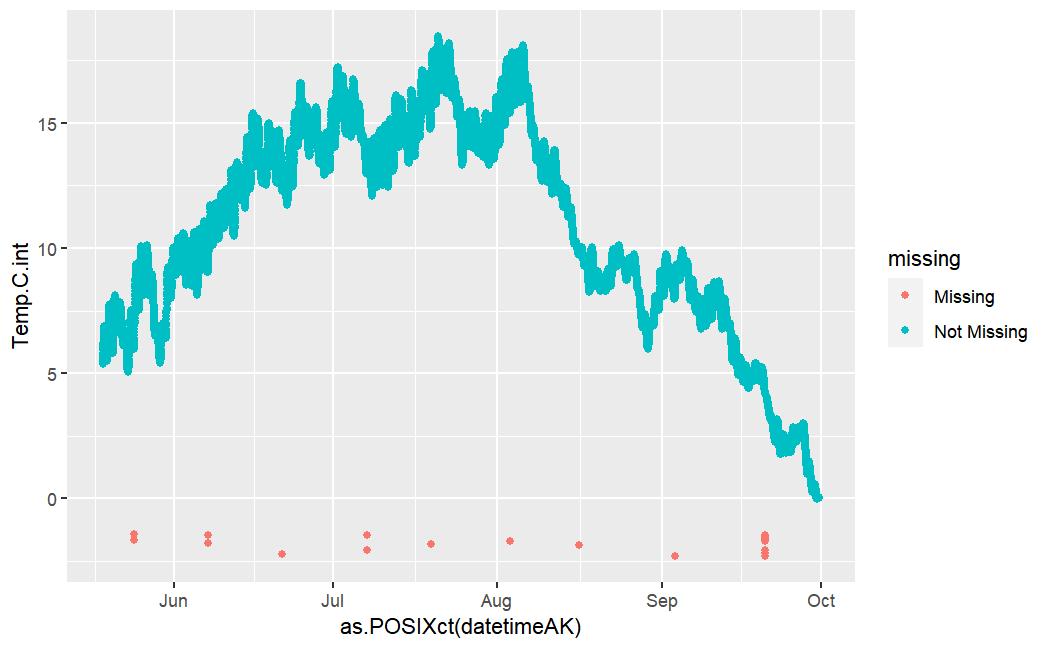 Temp.C.int
15
10
5
0
Jun
Jul
Aug
Sep
Oct
as.POSIXct(datetimeAK)
missing
Missing
Not Missing